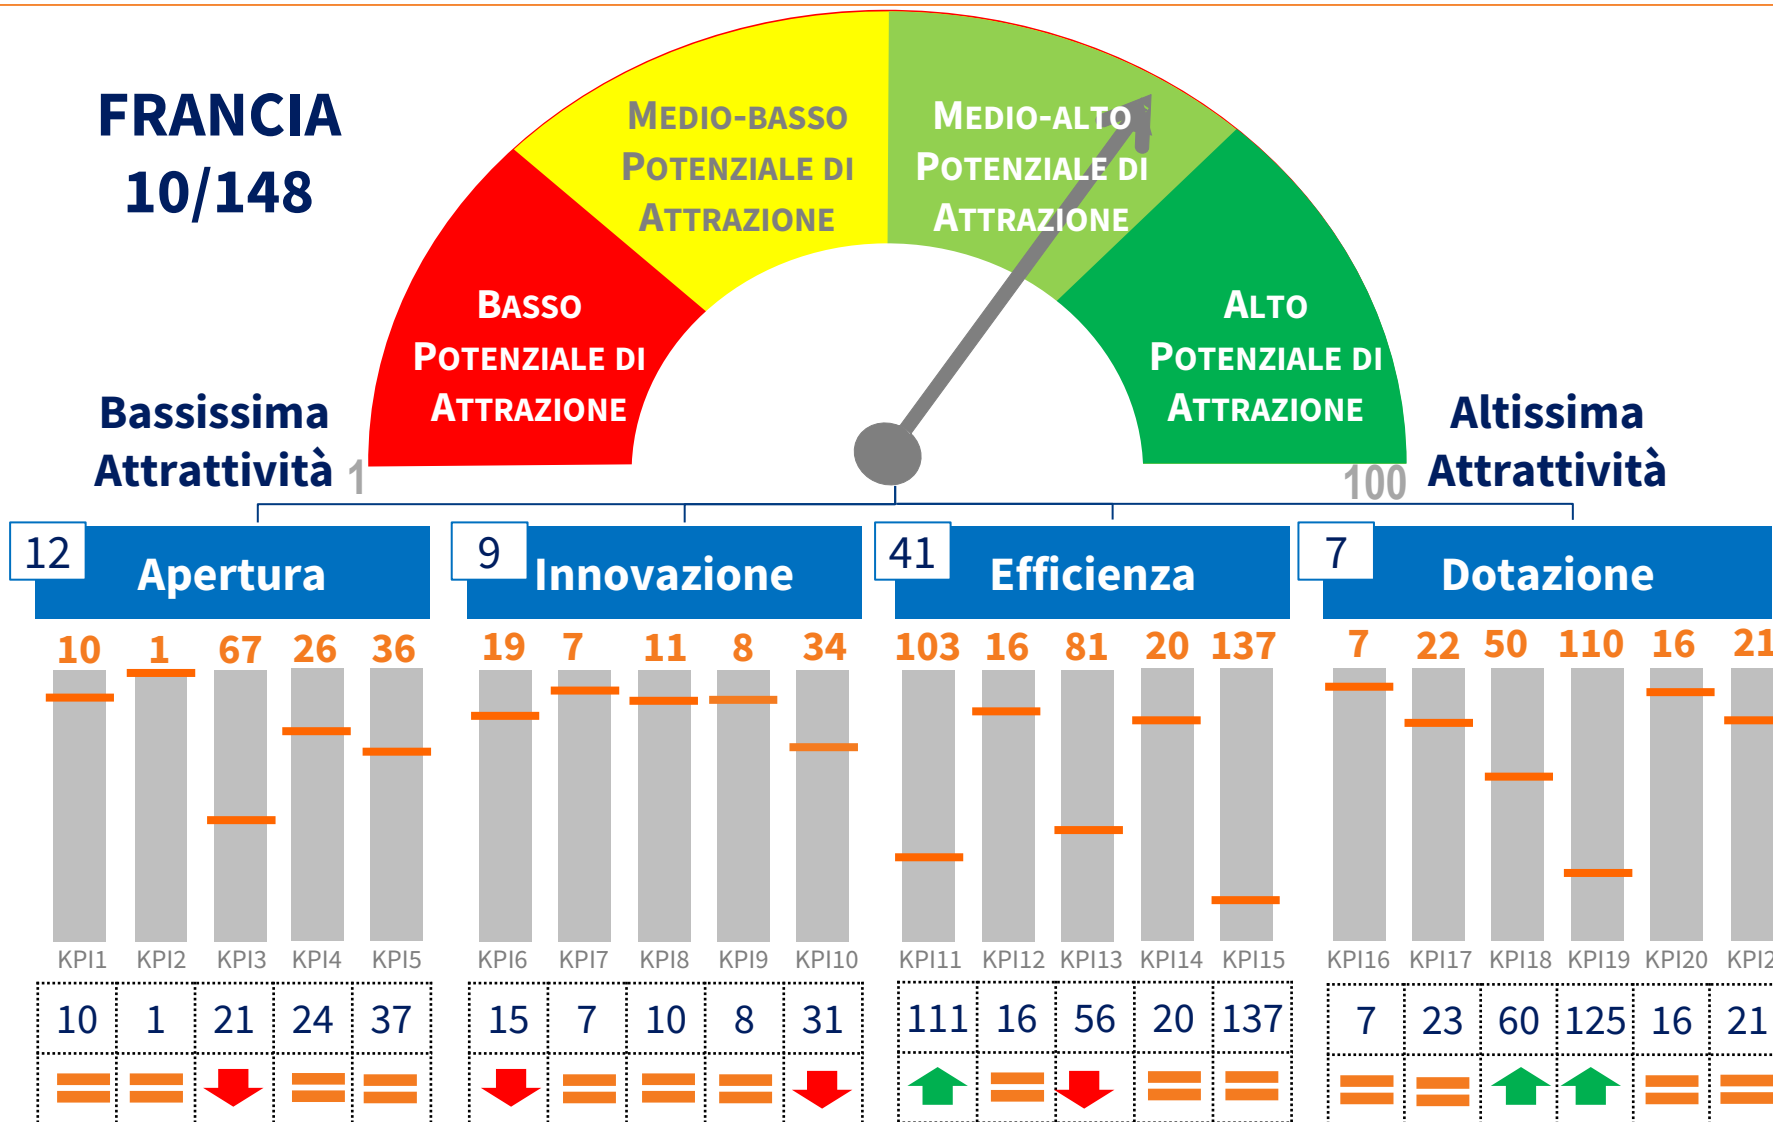 FRANCIA
10/148
MEDIO-BASSO
POTENZIALE DI
ATTRAZIONE
MEDIO-ALTO
POTENZIALE DI
ATTRAZIONE
BASSO
POTENZIALE DI
ATTRAZIONE
ALTO
POTENZIALE DI
ATTRAZIONE
Bassissima
Attrattività
1
100
Altissima
Attrattività
12 Apertura
9 Innovazione
41 Efficienza
7 Dotazione
10 1 67 26 36 19 7 11 8 34 103 16 81 20 137 7 22 50 110 16 21
KPI1 KPI2 KPI3 KPI4 KPI5 KPI6 KPI7 KPI8 KPI9 KPI10 KPI11 KPI12 KPI13 KPI14 KPI15 KPI16 KPI17 KPI18 KPI19 KPI20 KPI2
10 1 21 24 37 15 7 10 8 31 111 16 56 20 137 7 23 60 125 16 21